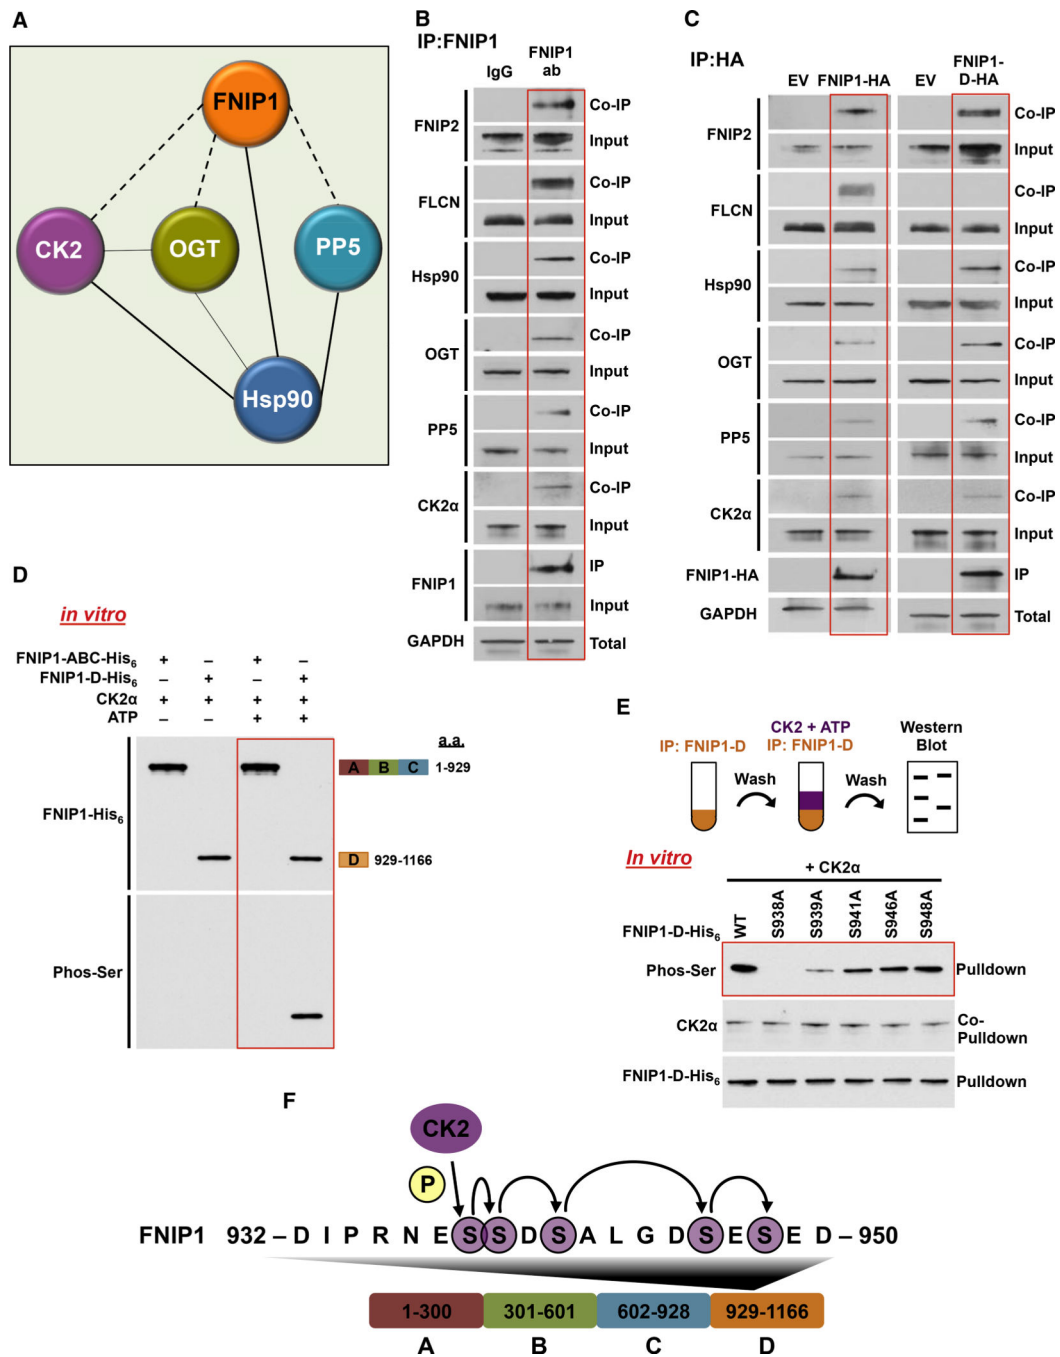 A
FNIP1
CK2
OGT
PP5
Hsp90
B
IP:FNIP1
IgG
FNIP1
ab
FNIP2
Co-IP
Input
FLCN
Co-IP
Input
Hsp90
Co-IP
Input
OGT
Co-IP
Input
PP5
Co-IP
Input
CK2α
Co-IP
Input
FNIP1
IP
Input
GAPDH
Total
C
IP:HA
EV
FNIP1-HA
EV
FNIP1-
D-HA
FNIP2
Co-IP
Input
FLCN
Co-IP
Input
Hsp90
Co-IP
Input
OGT
Co-IP
Input
PP5
Co-IP
Input
CK2α
Co-IP
Input
FNIP1-HA
IP
GAPDH
Total
D
in vitro
FNIP1-ABC-His6 + – + –
FNIP1-D-His6 – + – +
CK2α + + + +
ATP – – + +
a.a.
A B C 1-929
FNIP1-His6
D 929-1166
Phos-Ser
E
IP: FNIP1-D
Wash
CK2 + ATP
IP: FNIP1-D
Wash
Western
Blot
In vitro
+ CK2α
FNIP1-D-His6
WT
S938A
S939A
S941A
S946A
S948A
Phos-Ser
Pulldown
CK2α
Co-
Pulldown
FNIP1-D-His6
Pulldown
F
CK2
P
FNIP1 932 – D I P R N E S S D S A L G D S E S E D – 950
1-300 301-601 602-928 929-1166
A B C D